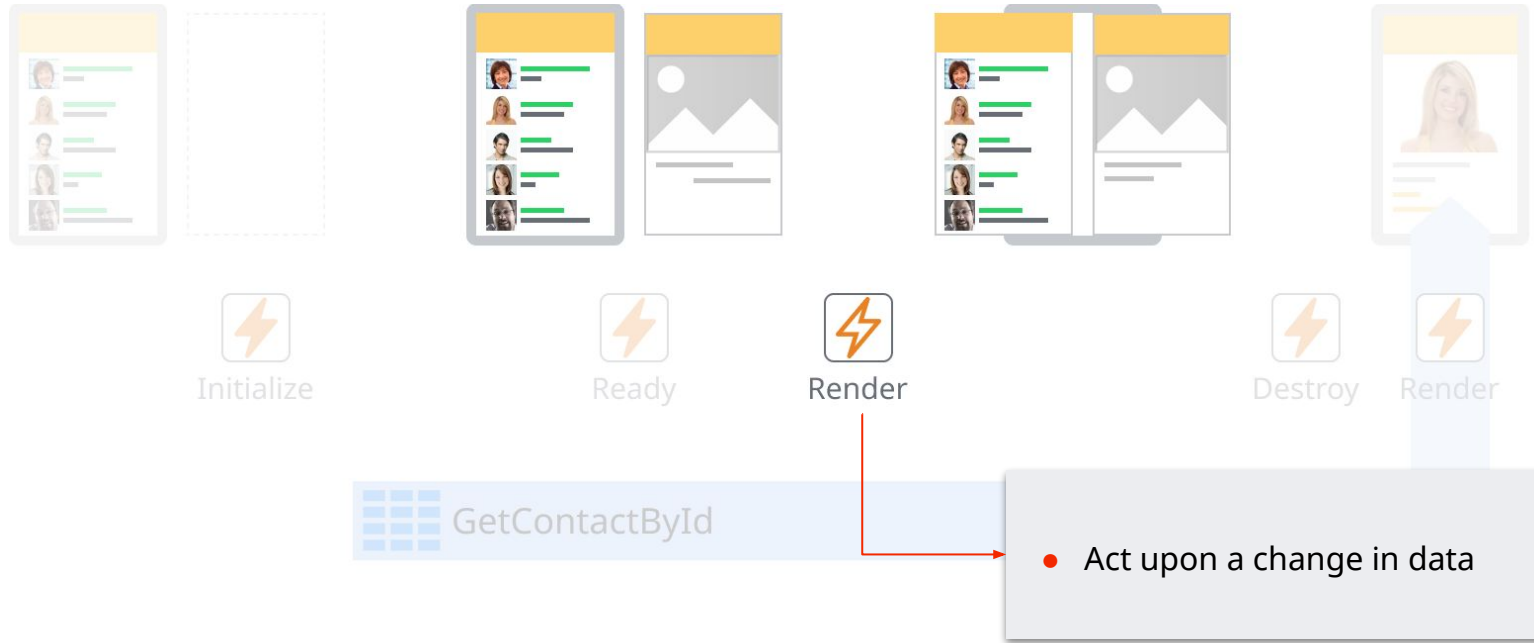 Initialize
Ready
Render
Destroy
Render
GetContactById
● Act upon a change in data